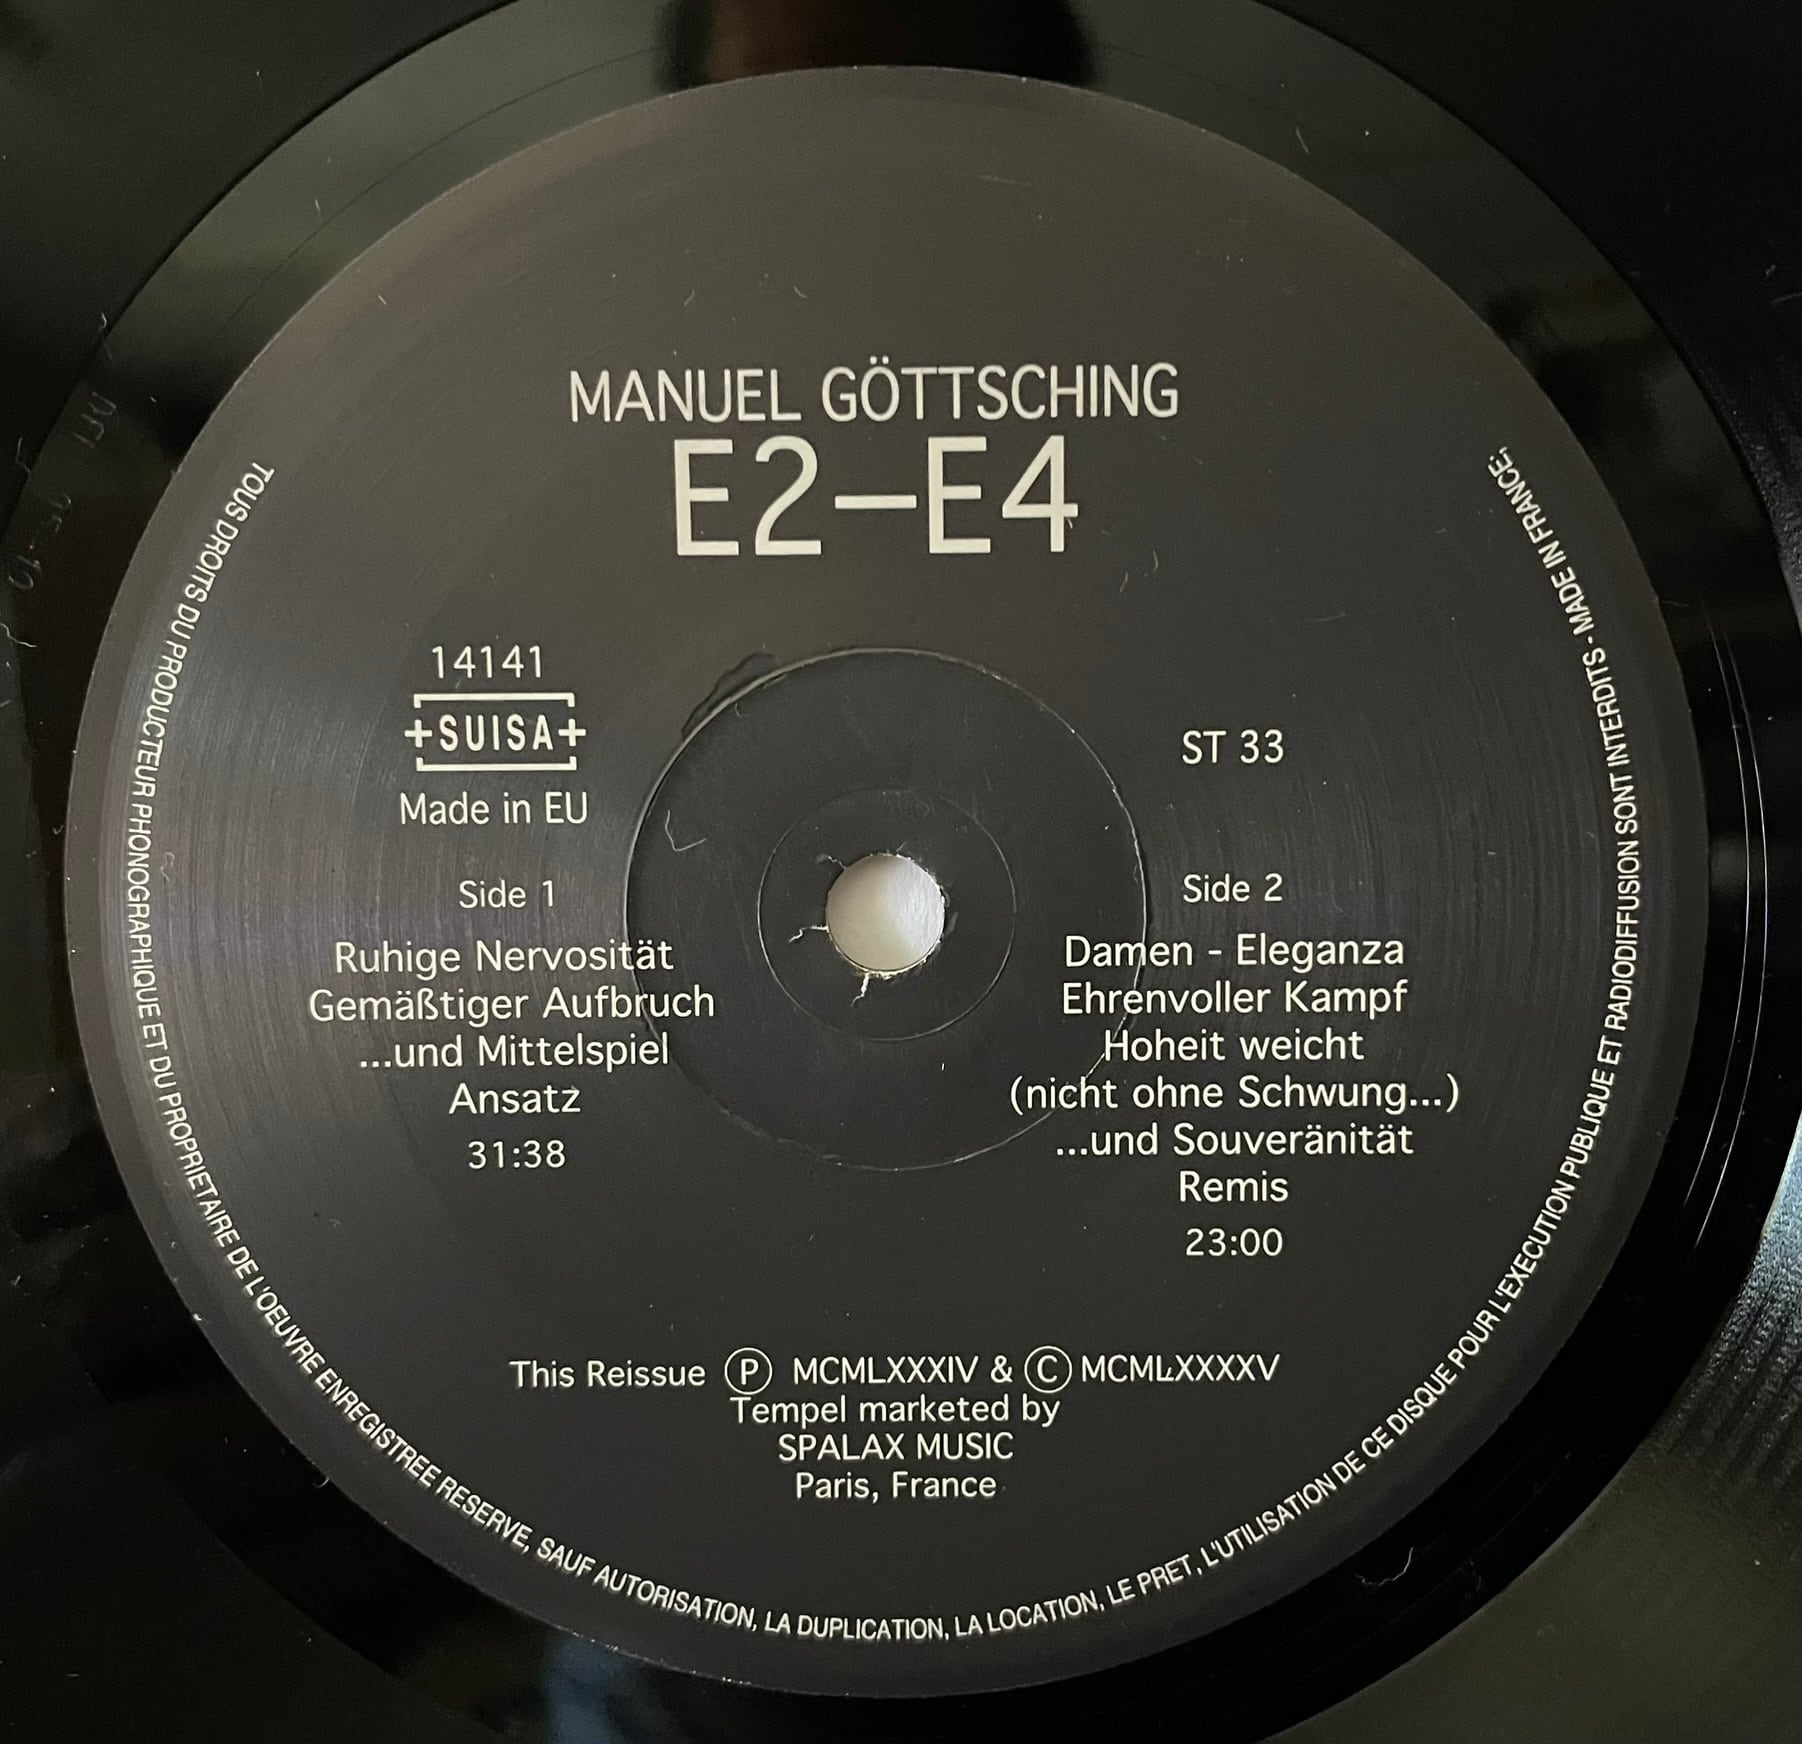 MANUEL GÖTTSCHING
E2–E4
14141
+SUISA+
Made in EU
ST 33
Side 1
Ruhige Nervosität
Gemäßtiger Aufbruch
...und Mittelspiel
Ansatz
31:38
Side 2
Damen - Eleganza
Ehrenvoller Kampf
Hoheit weicht
(nicht ohne Schwung...)
...und Souveränität
Remis
23:00
This Reissue Ⓟ MCMLXXXIV & Ⓒ MCMLXXXXV
Tempel marketed by
SPALAX MUSIC
Paris, France
TOUS DROITS DU PRODUCTEUR PHONOGRAPHIQUE ET DU PROPRIETAIRE DE L'OEUVRE ENREGISTREE RESERVE, SAUF AUTORISATION, LA DUPLICATION, LA LOCATION, LE PRET, L'UTILISATION DE CE DISQUE POUR L'EXECUTION PUBLIQUE ET RADIODIFFUSION SONT INTERDITS - MADE IN FRANCE;